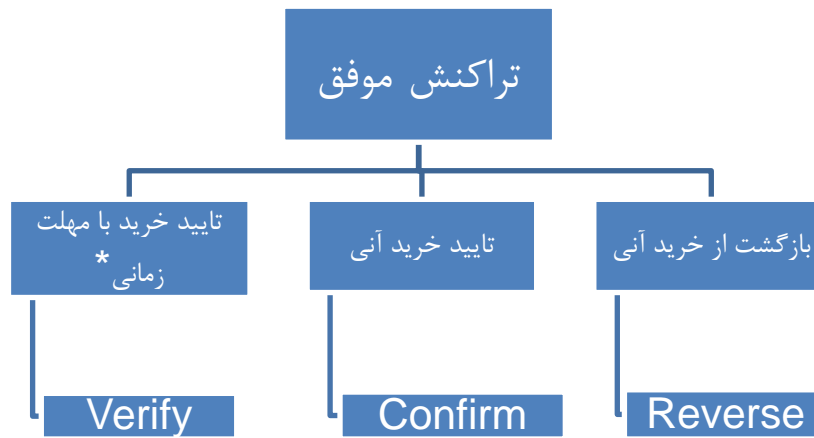 تراکنش موفق
بازگشت از خرید آنی
تایید خرید آنی
تایید خرید با مهلت
زمانی*
Reverse
Confirm
Verify